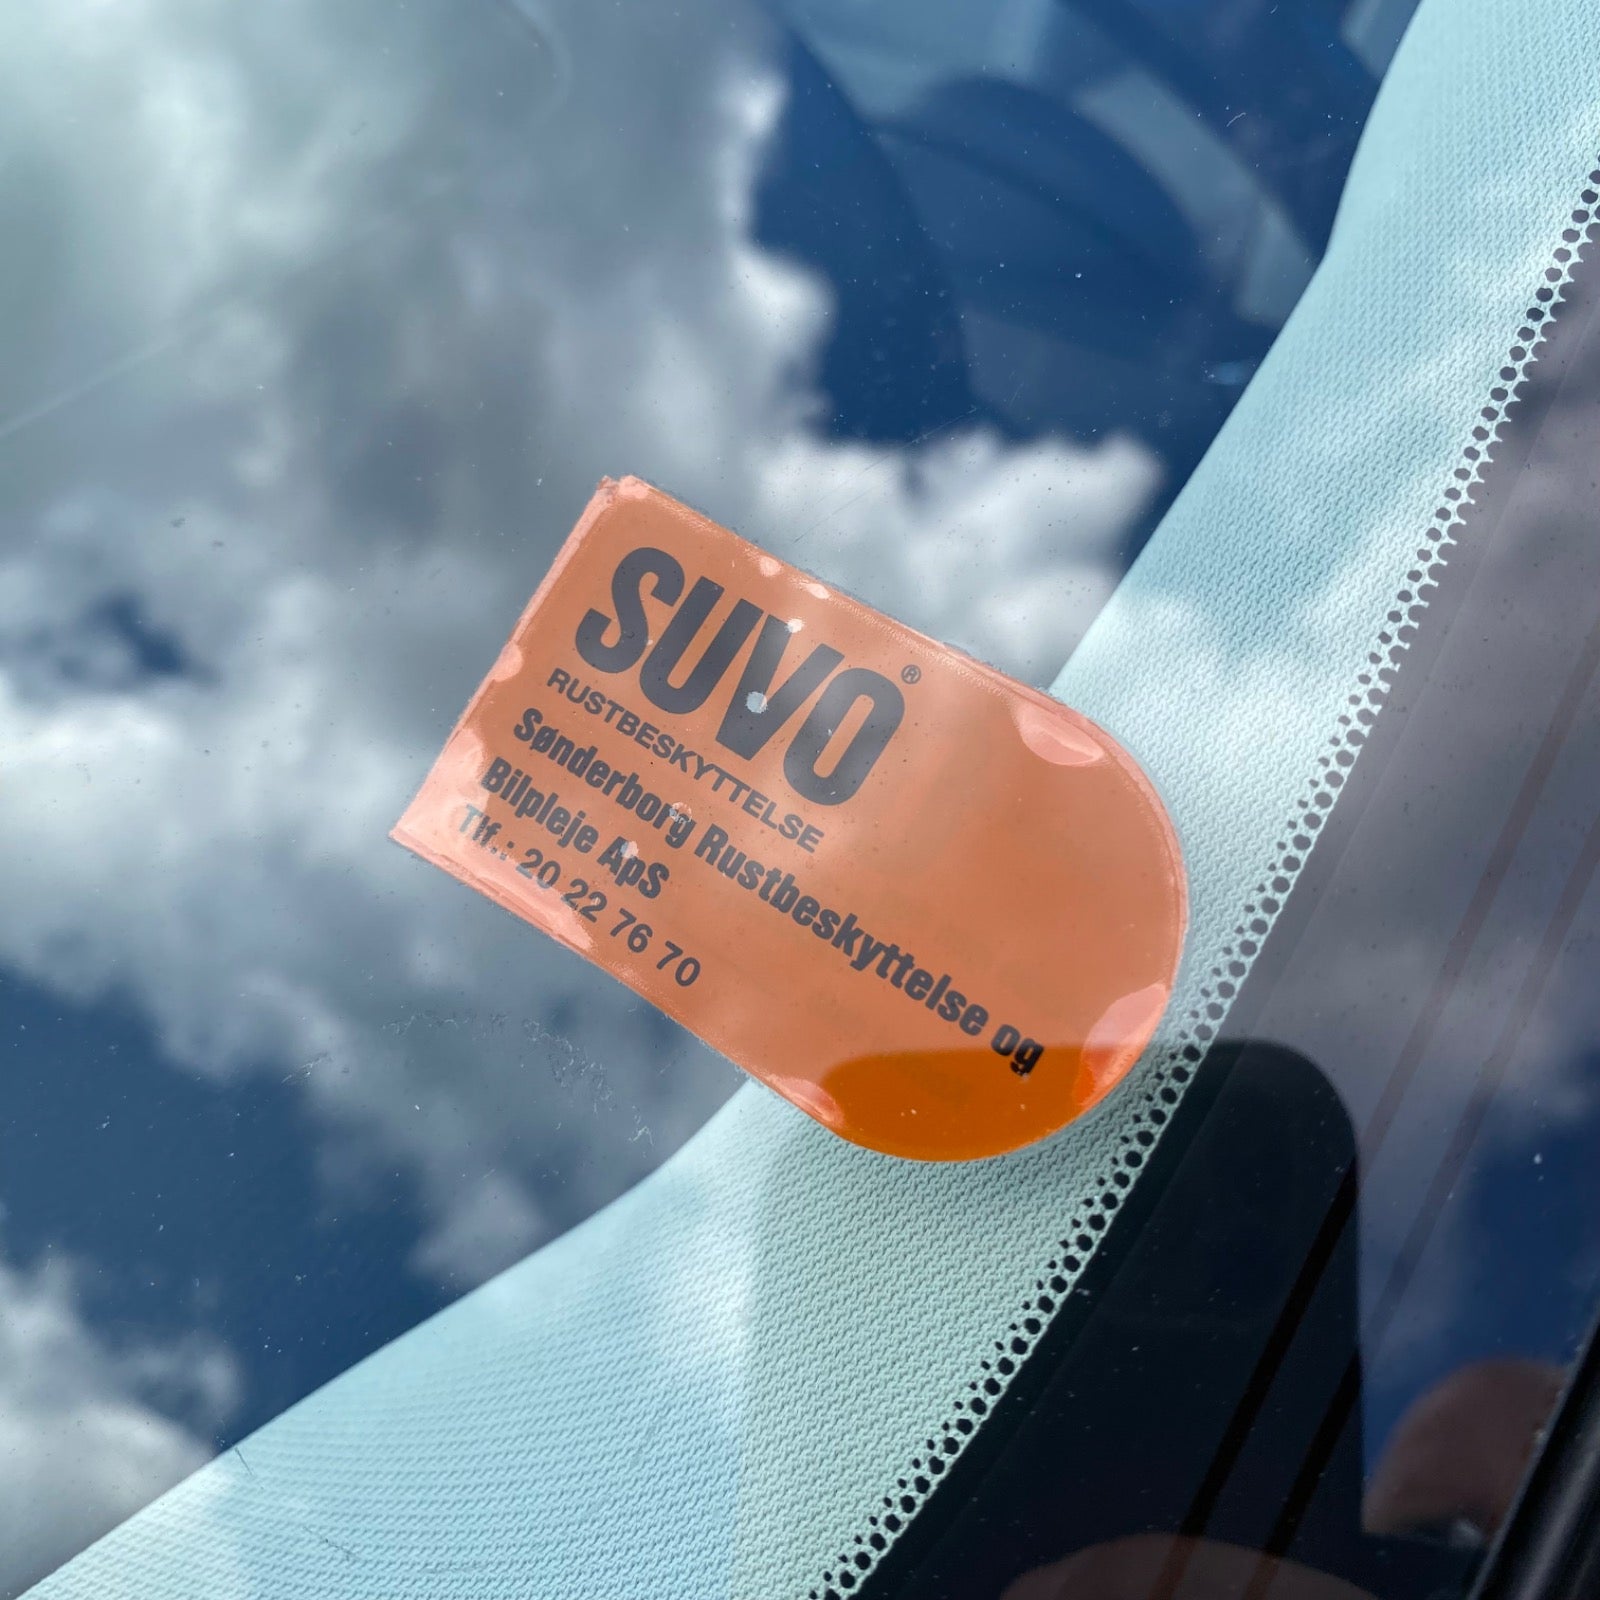 SUVO®
RUSTBESKYTTELSE
Sønderborg Rustbeskyttelse og
Bilpleje ApS
Tlf.: 20 22 76 70